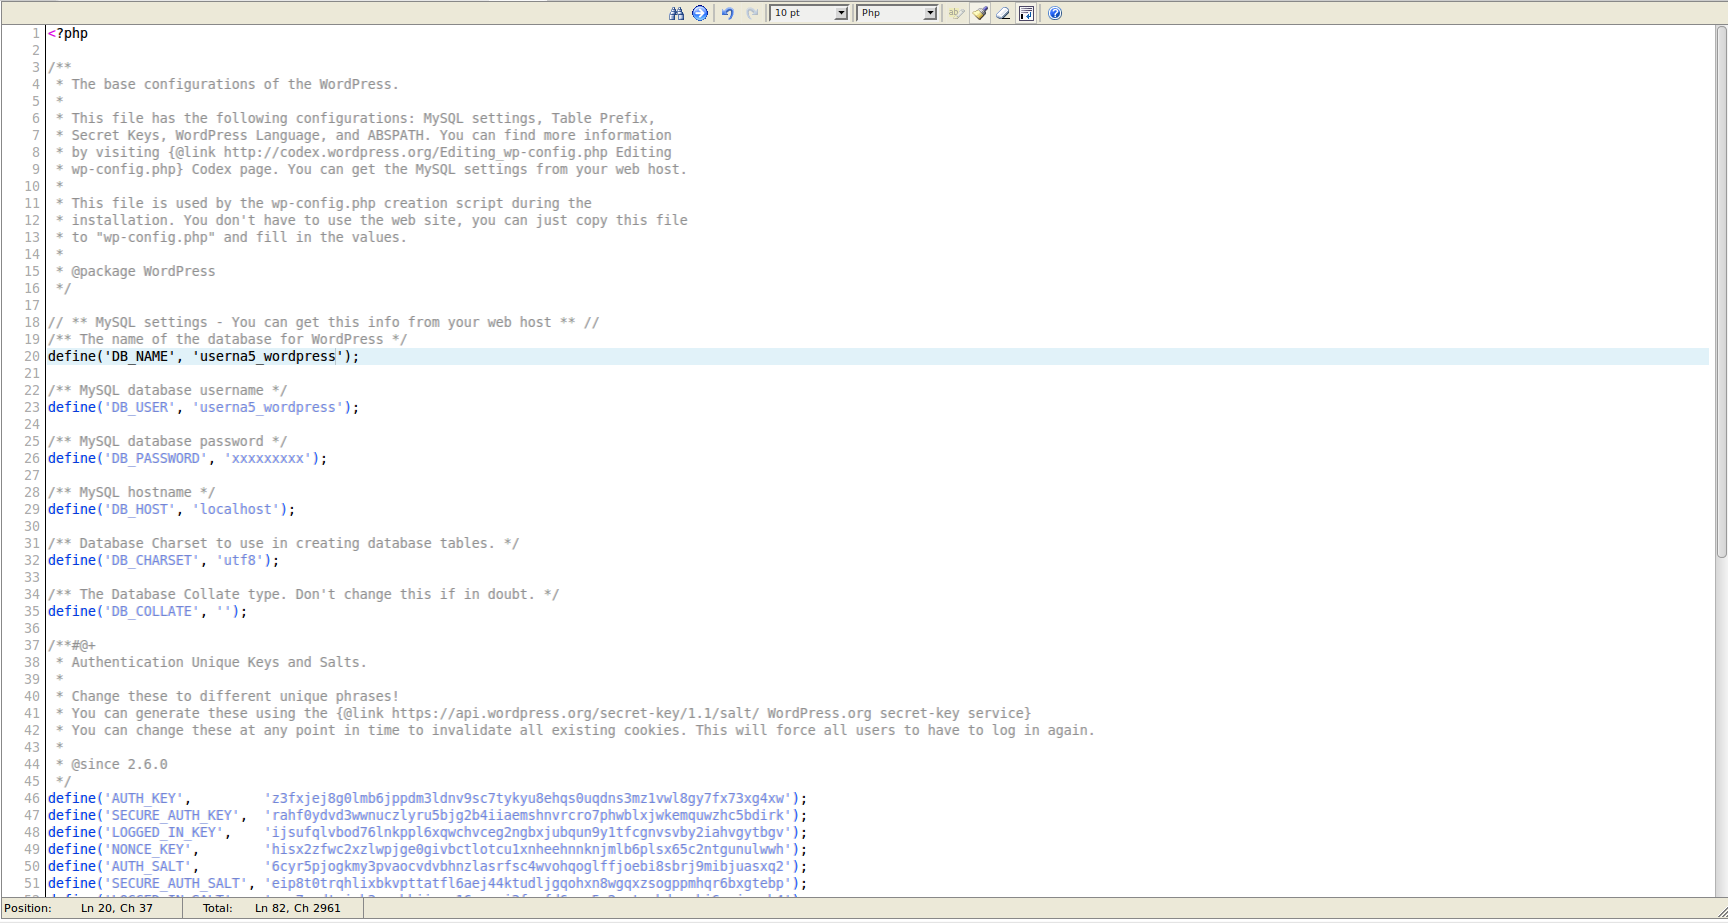 10 pt Php
1 <?php
2
3 /**
4 * The base configurations of the WordPress.
5 *
6 * This file has the following configurations: MySQL settings, Table Prefix,
7 * Secret Keys, WordPress Language, and ABSPATH. You can find more information
8 * by visiting {@link http://codex.wordpress.org/Editing_wp-config.php Editing
9 * wp-config.php} Codex page. You can get the MySQL settings from your web host.
10 *
11 * This file is used by the wp-config.php creation script during the
12 * installation. You don't have to use the web site, you can just copy this file
13 * to "wp-config.php" and fill in the values.
14 *
15 * @package WordPress
16 */
17
18 // ** MySQL settings - You can get this info from your web host ** //
19 /** The name of the database for WordPress */
20 define('DB_NAME', 'userna5_wordpress');
21
22 /** MySQL database username */
23 define('DB_USER', 'userna5_wordpress');
24
25 /** MySQL database password */
26 define('DB_PASSWORD', 'xxxxxxxxx');
27
28 /** MySQL hostname */
29 define('DB_HOST', 'localhost');
30
31 /** Database Charset to use in creating database tables. */
32 define('DB_CHARSET', 'utf8');
33
34 /** The Database Collate type. Don't change this if in doubt. */
35 define('DB_COLLATE', '');
36
37 /**#@+
38 * Authentication Unique Keys and Salts.
39 *
40 * Change these to different unique phrases!
41 * You can generate these using the {@link https://api.wordpress.org/secret-key/1.1/salt/ WordPress.org secret-key service}
42 * You can change these at any point in time to invalidate all existing cookies. This will force all users to have to log in again.
43 *
44 * @since 2.6.0
45 */
46 define('AUTH_KEY', 'z3fxjej8g0lmb6jppdm3ldnv9sc7tykyu8ehqs0uqdns3mz1vwl8gy7fx73xg4xw');
47 define('SECURE_AUTH_KEY', 'rahf0ydvd3wwnuczlyru5bjg2b4iiaemshnvrcro7phwblxjwkemquwzhc5bdirk');
48 define('LOGGED_IN_KEY', 'ijsufqlvbod76lnkppl6xqwchvceg2ngbxjubqun9y1tfcgnvsvby2iahvgytbgv');
49 define('NONCE_KEY', 'hisx2zfwc2xzlwpjge0givbctlotcu1xnheehnnknjmlb6plsx65c2ntgunulwwh');
50 define('AUTH_SALT', '6cyr5pjogkmy3pvaocvdvbhnzlasrfsc4wvohqoglffjoebi8sbrj9mibjuasxq2');
51 define('SECURE_AUTH_SALT', 'eip8t0trqhlixbkvpttatfl6aej44ktudljgqohxn8wgqxzsogppmhqr6bxgtebp');
Position: Ln 20, Ch 37 Total: Ln 82, Ch 2961